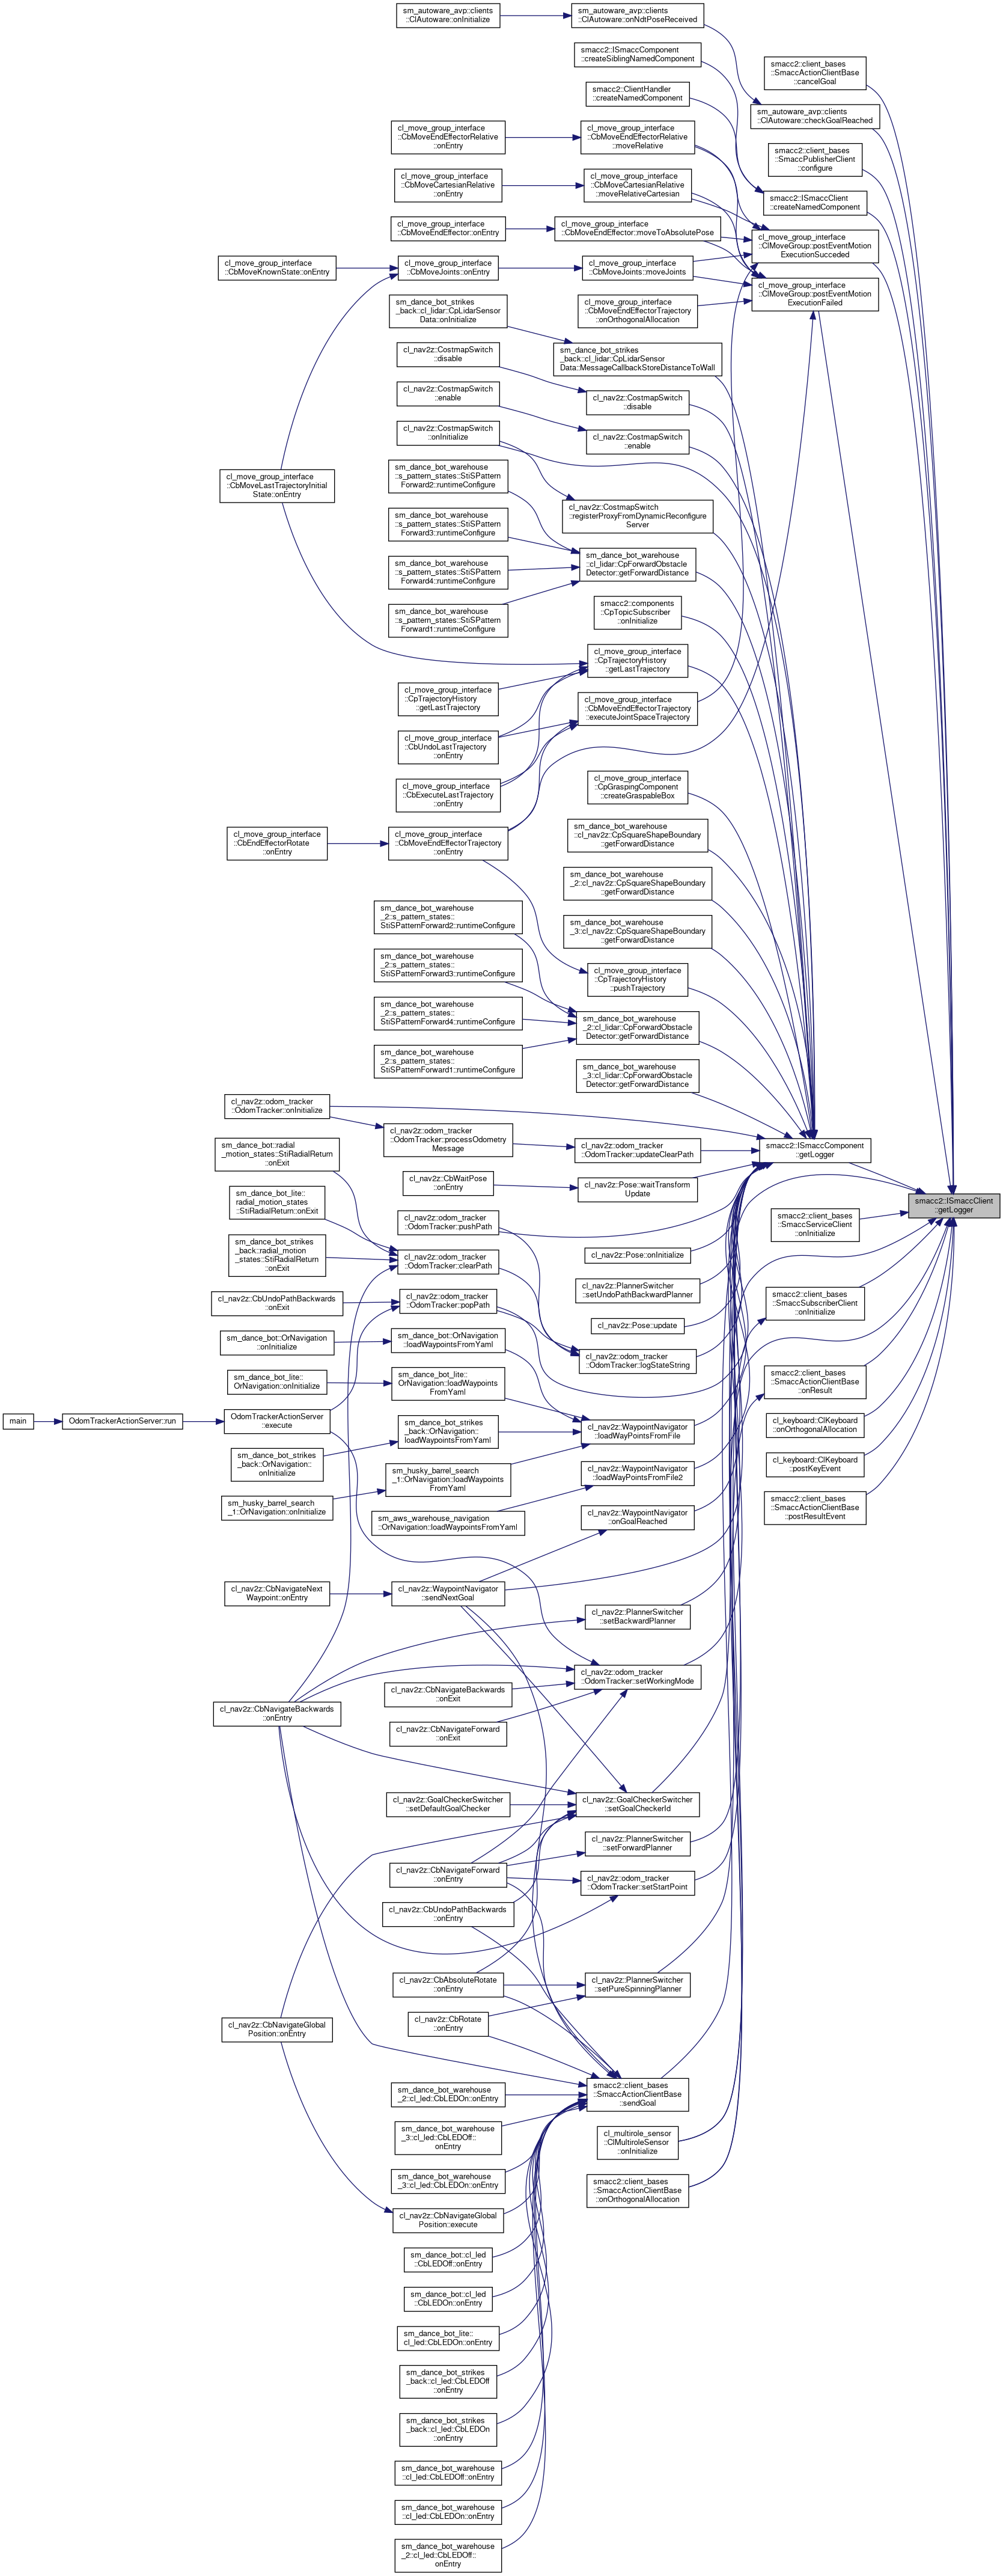 sm_autoware_avp::clients
::ClAutoware::onInitialize
sm_autoware_avp::clients
::ClAutoware::onNdtPoseReceived
smacc2::ISmaccComponent
::createSiblingNamedComponent
smacc2::client_bases
::SmaccActionClientBase
::cancelGoal
smacc2::ClientHandler
::createNamedComponent
sm_autoware_avp::clients
::ClAutoware::checkGoalReached
cl_move_group_interface
::CbMoveEndEffectorRelative
::onEntry
cl_move_group_interface
::CbMoveEndEffectorRelative
::moveRelative
smacc2::client_bases
::SmaccPublisherClient
::configure
cl_move_group_interface
::CbMoveCartesianRelative
::onEntry
cl_move_group_interface
::CbMoveCartesianRelative
::moveRelativeCartesian
smacc2::ISmaccClient
::createNamedComponent
cl_move_group_interface
::CbMoveEndEffector::onEntry
cl_move_group_interface
::CbMoveEndEffector::moveToAbsolutePose
cl_move_group_interface
::ClMoveGroup::postEventMotion
ExecutionSucceded
cl_move_group_interface
::CbMoveKnownState::onEntry
cl_move_group_interface
::CbMoveJoints::onEntry
cl_move_group_interface
::CbMoveJoints::moveJoints
cl_move_group_interface
::ClMoveGroup::postEventMotion
ExecutionFailed
sm_dance_bot_strikes
_back::cl_lidar::CpLidarSensor
Data::onInitialize
cl_move_group_interface
::CbMoveEndEffectorTrajectory
::onOrthogonalAllocation
cl_nav2z::CostmapSwitch
::disable
sm_dance_bot_strikes
_back::cl_lidar::CpLidarSensor
Data::MessageCallbackStoreDistanceToWall
cl_nav2z::CostmapSwitch
::enable
cl_nav2z::CostmapSwitch
::disable
cl_nav2z::CostmapSwitch
::onInitialize
cl_nav2z::CostmapSwitch
::enable
cl_move_group_interface
::CbMoveLastTrajectoryInitial
State::onEntry
sm_dance_bot_warehouse
::s_pattern_states::StiSPattern
Forward2::runtimeConfigure
cl_nav2z::CostmapSwitch
::registerProxyFromDynamicReconfigure
Server
sm_dance_bot_warehouse
::s_pattern_states::StiSPattern
Forward3::runtimeConfigure
sm_dance_bot_warehouse
::s_pattern_states::StiSPattern
Forward4::runtimeConfigure
sm_dance_bot_warehouse
::cl_lidar::CpForwardObstacle
Detector::getForwardDistance
sm_dance_bot_warehouse
::s_pattern_states::StiSPattern
Forward1::runtimeConfigure
smacc2::components
::CpTopicSubscriber
::onInitialize
cl_move_group_interface
::CpTrajectoryHistory
::getLastTrajectory
cl_move_group_interface
::CpTrajectoryHistory
::getLastTrajectory
cl_move_group_interface
::CbMoveEndEffectorTrajectory
::executeJointSpaceTrajectory
cl_move_group_interface
::CbUndoLastTrajectory
::onEntry
cl_move_group_interface
::CbExecuteLastTrajectory
::onEntry
cl_move_group_interface
::CpGraspingComponent
::createGraspableBox
cl_move_group_interface
::CbEndEffectorRotate
::onEntry
cl_move_group_interface
::CbMoveEndEffectorTrajectory
::onEntry
sm_dance_bot_warehouse
::cl_nav2z::CpSquareShapeBoundary
::getForwardDistance
sm_dance_bot_warehouse
_2::cl_nav2z::CpSquareShapeBoundary
::getForwardDistance
sm_dance_bot_warehouse
_2::s_pattern_states::
StiSPatternForward2::runtimeConfigure
sm_dance_bot_warehouse
_3::cl_nav2z::CpSquareShapeBoundary
::getForwardDistance
sm_dance_bot_warehouse
_2::s_pattern_states::
StiSPatternForward3::runtimeConfigure
cl_move_group_interface
::CpTrajectoryHistory
::pushTrajectory
sm_dance_bot_warehouse
_2::s_pattern_states::
StiSPatternForward4::runtimeConfigure
sm_dance_bot_warehouse
_2::cl_lidar::CpForwardObstacle
Detector::getForwardDistance
sm_dance_bot_warehouse
_2::s_pattern_states::
StiSPatternForward1::runtimeConfigure
sm_dance_bot_warehouse
_3::cl_lidar::CpForwardObstacle
Detector::getForwardDistance
cl_nav2z::odom_tracker
::OdomTracker::onInitialize
cl_nav2z::odom_tracker
::OdomTracker::processOdometry
Message
cl_nav2z::odom_tracker
::OdomTracker::updateClearPath
smacc2::ISmaccComponent
::getLogger
sm_dance_bot::radial
_motion_states::StiRadialReturn
::onExit
cl_nav2z::CbWaitPose
::onEntry
cl_nav2z::Pose::waitTransform
Update
smacc2::ISmaccClient
::getLogger
sm_dance_bot_lite::
radial_motion_states
::StiRadialReturn::onExit
cl_nav2z::odom_tracker
::OdomTracker::pushPath
smacc2::client_bases
::SmaccServiceClient
::onInitialize
sm_dance_bot_strikes
_back::radial_motion
_states::StiRadialReturn
::onExit
cl_nav2z::odom_tracker
::OdomTracker::clearPath
cl_nav2z::Pose::onInitialize
cl_nav2z::PlannerSwitcher
::setUndoPathBackwardPlanner
cl_nav2z::CbUndoPathBackwards
::onExit
cl_nav2z::odom_tracker
::OdomTracker::popPath
smacc2::client_bases
::SmaccSubscriberClient
::onInitialize
cl_nav2z::Pose::update
sm_dance_bot::OrNavigation
::onInitialize
sm_dance_bot::OrNavigation
::loadWaypointsFromYaml
cl_nav2z::odom_tracker
::OdomTracker::logStateString
sm_dance_bot_lite::
OrNavigation::onInitialize
sm_dance_bot_lite::
OrNavigation::loadWaypoints
FromYaml
smacc2::client_bases
::SmaccActionClientBase
::onResult
main
OdomTrackerActionServer::run
OdomTrackerActionServer
::execute
sm_dance_bot_strikes
_back::OrNavigation::
loadWaypointsFromYaml
cl_nav2z::WaypointNavigator
::loadWayPointsFromFile
cl_keyboard::ClKeyboard
::onOrthogonalAllocation
sm_dance_bot_strikes
_back::OrNavigation::
onInitialize
sm_husky_barrel_search
_1::OrNavigation::loadWaypoints
FromYaml
cl_nav2z::WaypointNavigator
::loadWayPointsFromFile2
cl_keyboard::ClKeyboard
::postKeyEvent
sm_husky_barrel_search
_1::OrNavigation::onInitialize
sm_aws_warehouse_navigation
::OrNavigation::loadWaypointsFromYaml
cl_nav2z::WaypointNavigator
::onGoalReached
smacc2::client_bases
::SmaccActionClientBase
::postResultEvent
cl_nav2z::CbNavigateNext
Waypoint::onEntry
cl_nav2z::WaypointNavigator
::sendNextGoal
cl_nav2z::PlannerSwitcher
::setBackwardPlanner
cl_nav2z::odom_tracker
::OdomTracker::setWorkingMode
cl_nav2z::CbNavigateBackwards
::onExit
cl_nav2z::CbNavigateBackwards
::onEntry
cl_nav2z::CbNavigateForward
::onExit
cl_nav2z::GoalCheckerSwitcher
::setDefaultGoalChecker
cl_nav2z::GoalCheckerSwitcher
::setGoalCheckerId
cl_nav2z::PlannerSwitcher
::setForwardPlanner
cl_nav2z::CbNavigateForward
::onEntry
cl_nav2z::odom_tracker
::OdomTracker::setStartPoint
cl_nav2z::CbUndoPathBackwards
::onEntry
cl_nav2z::CbAbsoluteRotate
::onEntry
cl_nav2z::PlannerSwitcher
::setPureSpinningPlanner
cl_nav2z::CbNavigateGlobal
Position::onEntry
cl_nav2z::CbRotate
::onEntry
sm_dance_bot_warehouse
_2::cl_led::CbLEDOn::onEntry
smacc2::client_bases
::SmaccActionClientBase
::sendGoal
sm_dance_bot_warehouse
_3::cl_led::CbLEDOff::
onEntry
cl_multirole_sensor
::ClMultiroleSensor
::onInitialize
sm_dance_bot_warehouse
_3::cl_led::CbLEDOn::onEntry
smacc2::client_bases
::SmaccActionClientBase
::onOrthogonalAllocation
cl_nav2z::CbNavigateGlobal
Position::execute
sm_dance_bot::cl_led
::CbLEDOff::onEntry
sm_dance_bot::cl_led
::CbLEDOn::onEntry
sm_dance_bot_lite::
cl_led::CbLEDOn::onEntry
sm_dance_bot_strikes
_back::cl_led::CbLEDOff
::onEntry
sm_dance_bot_strikes
_back::cl_led::CbLEDOn
::onEntry
sm_dance_bot_warehouse
::cl_led::CbLEDOff::onEntry
sm_dance_bot_warehouse
::cl_led::CbLEDOn::onEntry
sm_dance_bot_warehouse
_2::cl_led::CbLEDOff::
onEntry